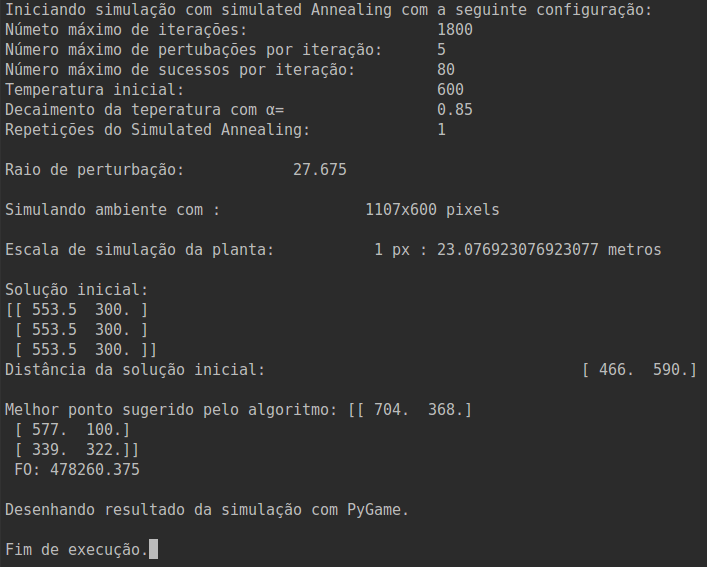 Iniciando simulação com simulated Annealing com a seguinte configuração:
Númeto máximo de iterações: 1800
Número máximo de pertubações por iteração: 5
Número máximo de sucessos por iteração: 80
Temperatura inicial: 600
Decaimento da teperatura com α= 0.85
Repetições do Simulated Annealing: 1
Raio de perturbação: 27.675
Simulando ambiente com : 1107x600 pixels
Escala de simulação da planta: 1 px : 23.076923076923077 metros
Solução inicial:
[[ 553.5 300. ]
[ 553.5 300. ]
[ 553.5 300. ]]
Distância da solução inicial: [ 466. 590.]
Melhor ponto sugerido pelo algoritmo: [[ 704. 368.]
[ 577. 100.]
[ 339. 322.]]
FO: 478260.375
Desenhando resultado da simulação com PyGame.
Fim de execução.